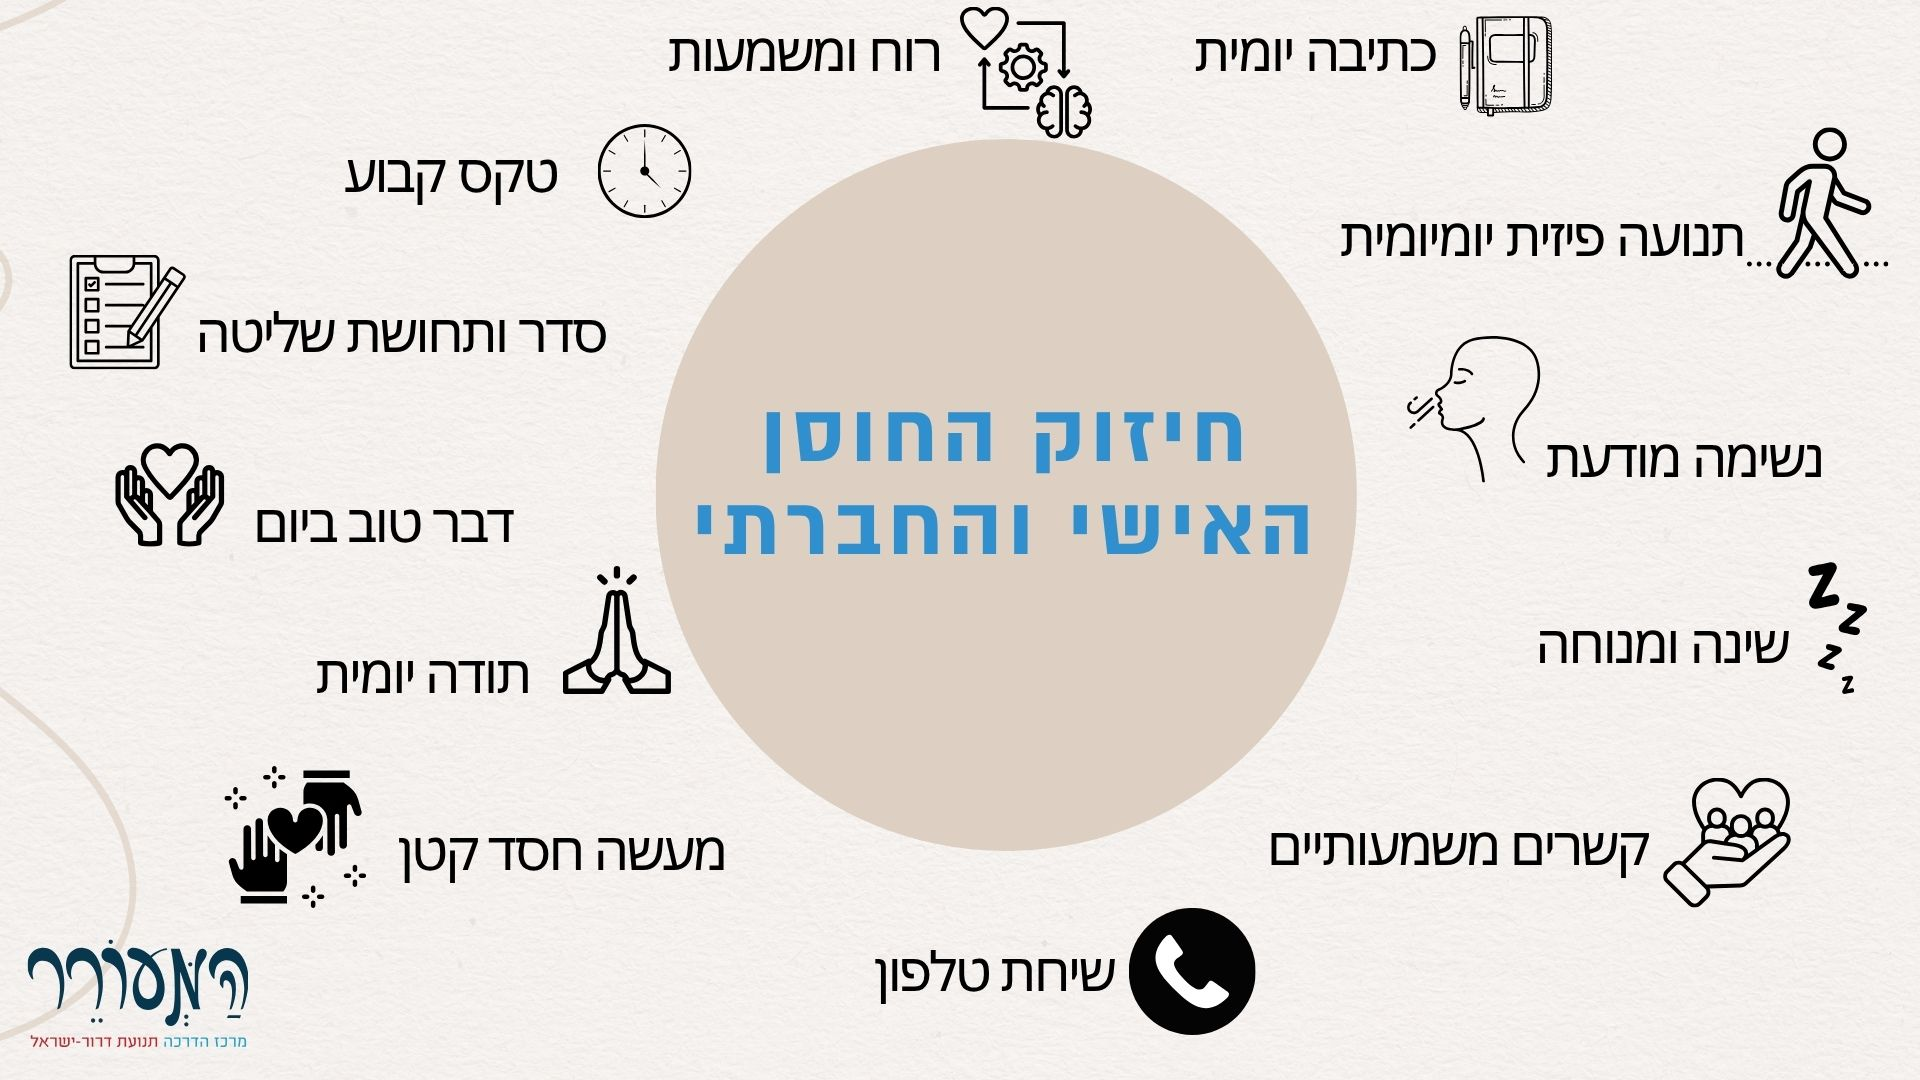 רוח ומשמעות
כתיבה יומית
טקס קבוע
תנועה פיזית יומיומית
סדר ותחושת שליטה
חיזוק החוסן
האישי והחברתי
נשימה מודעת
דבר טוב ביום
שינה ומנוחה
תודה יומית
מעשה חסד קטן
קשרים משמעותיים
שיחת טלפון
הַמְּעוֹרֵר
מרכז הדרכה תנועת דרור-ישראל